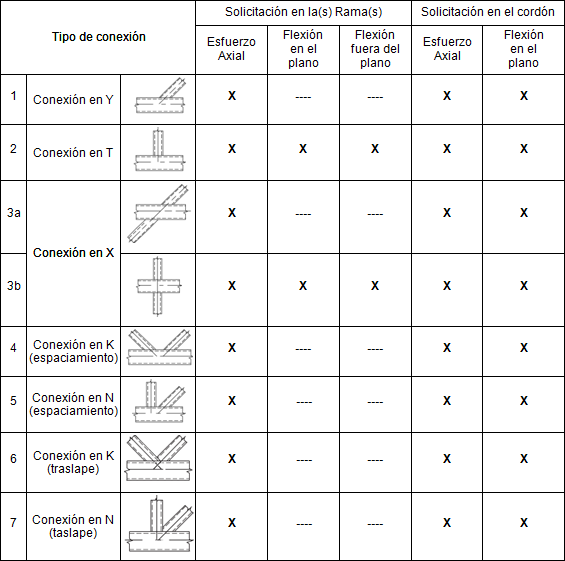 Tipo de conexión
Solicitación en la(s) Rama(s)
Solicitación en el cordón
Esfuerzo Axial
Flexión en el plano
Flexión fuera del plano
Esfuerzo Axial
Flexión en el plano
1 Conexión en Y X ---- ---- X X
2 Conexión en T X X X X X
3a X ---- ---- X X
Conexión en X
3b X X X X X
4 Conexión en K (espaciamiento) X ---- ---- X X
5 Conexión en N (espaciamiento) X ---- ---- X X
6 Conexión en K (traslape) X ---- ---- X X
7 Conexión en N (taslape) X ---- ---- X X